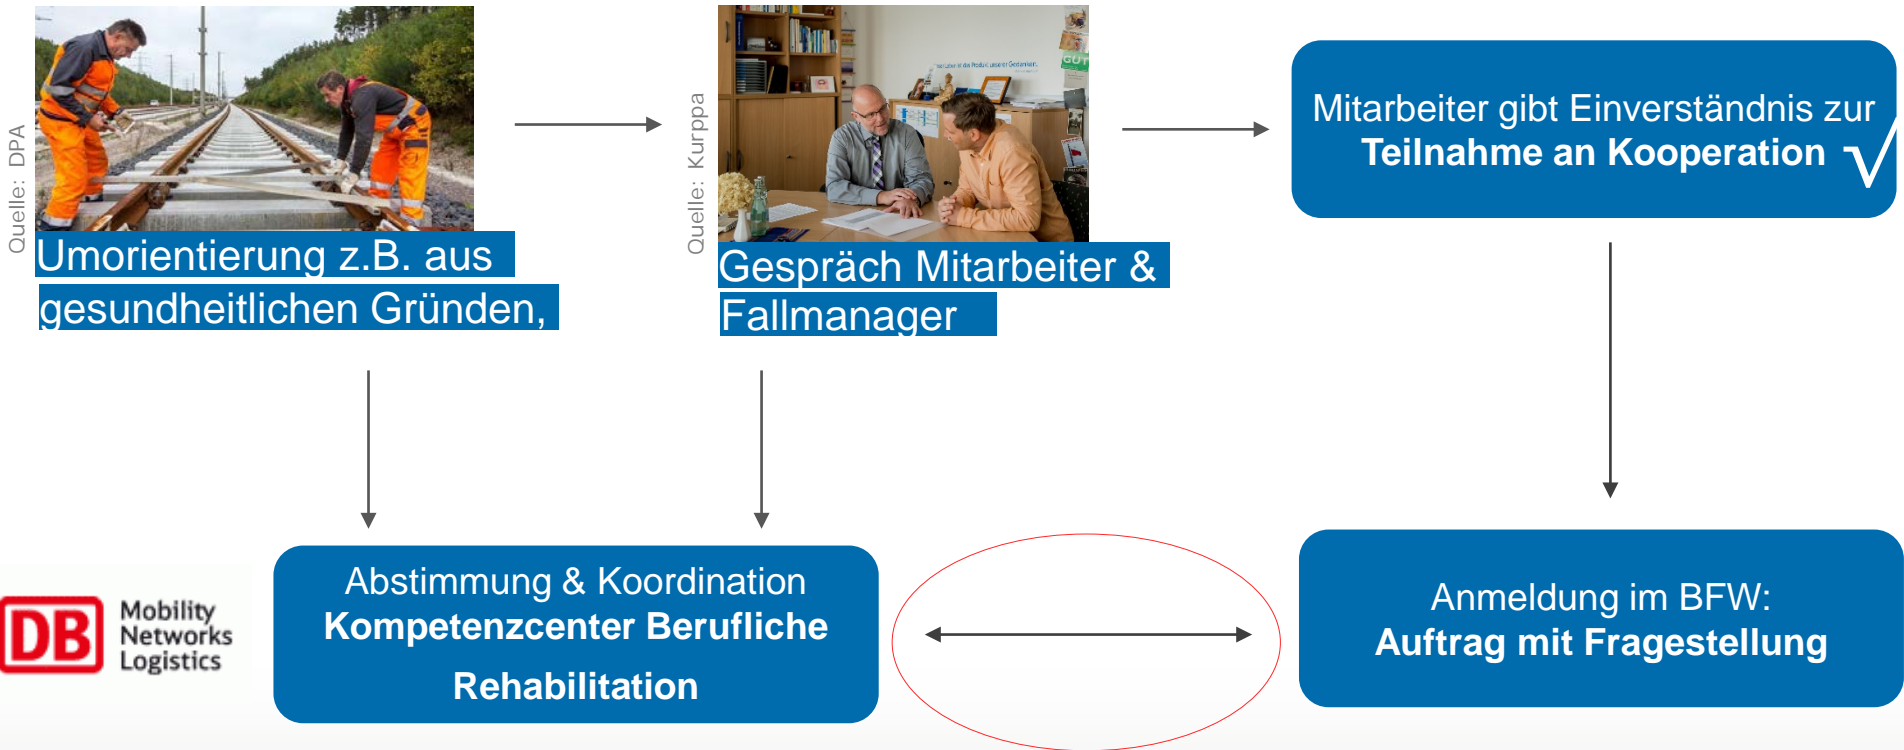 Quelle: DPA
Umorientierung z.B. aus
gesundheitlichen Gründen,
Quelle: Kurppa
Gespräch Mitarbeiter &
Fallmanager
Mitarbeiter gibt Einverständnis zur
Teilnahme an Kooperation √
Abstimmung & Koordination
Kompetenzcenter Berufliche
Rehabilitation
Anmeldung im BFW:
Auftrag mit Fragestellung
DB
Mobility
Networks
Logistics